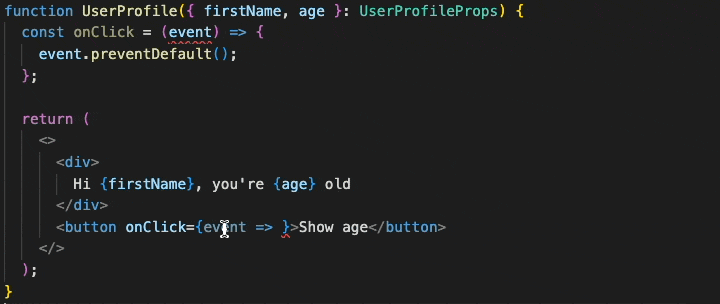 function UserProfile({ firstName, age }: UserProfileProps) {
const onClick = (event) => {
event.preventDefault();
};
return (
<>
<div>
Hi {firstName}, you're {age} old
</div>
<button onClick={event => }>Show age</button>
</>
);
}